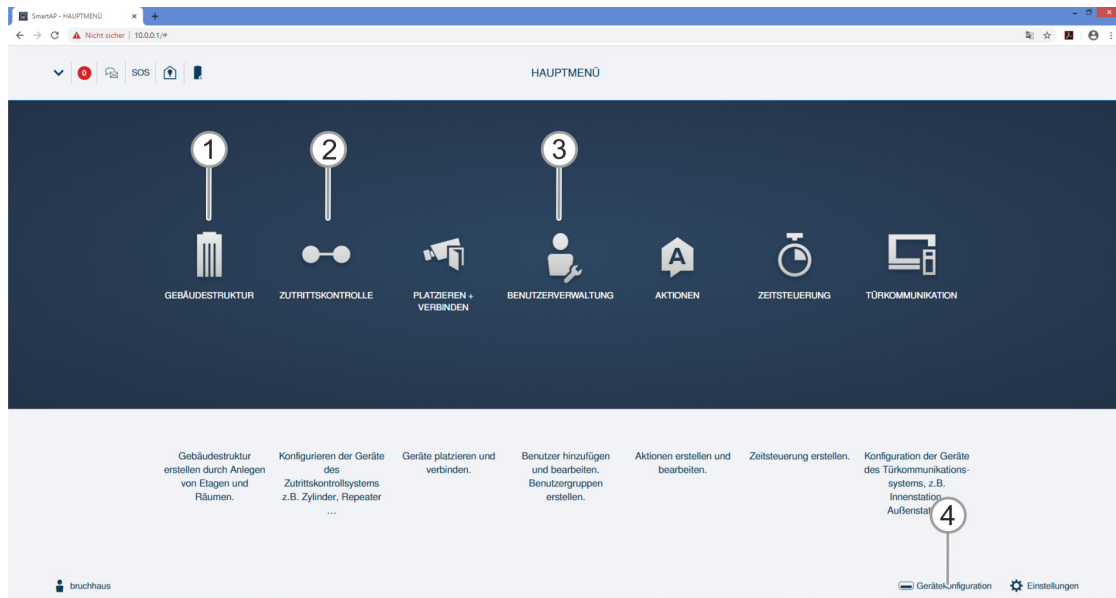 SmartAP - HAUPTMENÜ
Nicht sicher | 10.0.0.1/#
0 SOS HAUPTMENÜ
1 2 3
GEBÄUDESTRUKTUR
ZUTRITTSKONTROLLE
PLATZIEREN +
VERBINDEN
BENUTZERVERWALTUNG
AKTIONEN
ZEITSTEUERUNG
TÜRKOMMUNIKATION
Gebäudestruktur
erstellen durch Anlegen
von Etagen und
Räumen.
Konfigurieren der Geräte
des
Zutrittskontrollsystems
z.B. Zylinder, Repeater
...
Geräte platzieren und
verbinden.
Benutzer hinzufügen
und bearbeiten.
Benutzergruppen
erstellen.
Aktionen erstellen und
bearbeiten.
Zeitsteuerung erstellen.
Konfiguration der Geräte
des Türkommunikations-
systems, z.B.
Innenstation,
4
bruchhaus
Gerätekonfiguration
Einstellungen